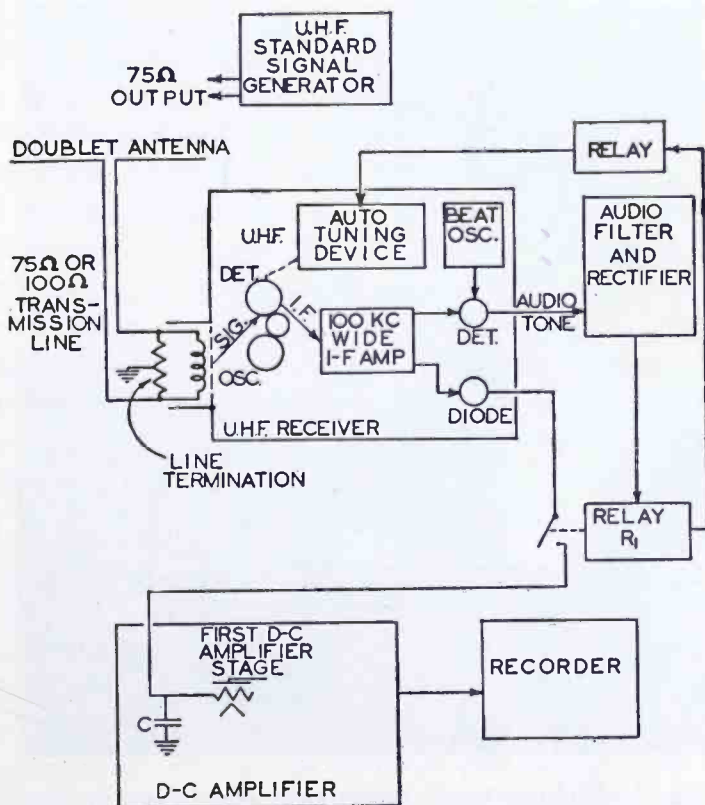 U.H.F.
STANDARD
SIGNAL
GENERATOR
75Ω
OUTPUT
DOUBLET ANTENNA
RELAY
U.H.F.
AUTO
TUNING
DEVICE
BEAT
OSC.
AUDIO
FILTER
AND
RECTIFIER
75Ω OR
100Ω
TRANS-
MISSION
LINE
DET.
SIG.
I.F.
100 KC
WIDE
I-F AMP
DET.
AUDIO
TONE
OSC.
DIODE
U.H.F. RECEIVER
LINE
TERMINATION
RELAY
R₁
FIRST D-C
AMPLIFIER
STAGE
C
RECORDER
D-C AMPLIFIER